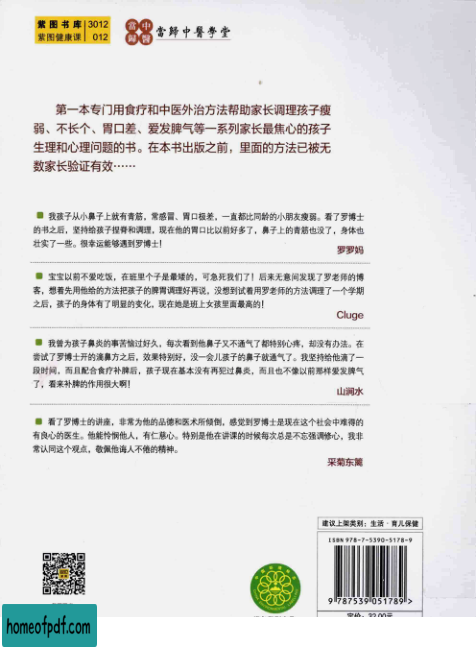 紫图书库 3012
紫图健康课 012
當歸中醫 當歸中醫學堂
第一本专门用食疗和中医外治方法帮助家长调理孩子瘦
弱、不长个、胃口差、爱发脾气等一系列家长最焦心的孩子
生理和心理问题的书。在本书出版之前，里面的方法已被无
数家长验证有效……
我孩子从小鼻子上就有青筋，常感冒、胃口极差，一直都比同龄的小朋友瘦弱。看了罗博士
的书之后，坚持给孩子捏脊和调理，现在他的胃口比以前好多了，鼻子上的青筋也没了，身体也
壮实了一些。很幸运能够遇到罗博士！
罗罗妈
宝宝以前不爱吃饭，在班里个子是最矮的，可急死我们了！后来无意间发现了罗老师的博
客，想着先用他给的方法把孩子的脾胃调理好再说，没想到试着用罗老师的方法调理了一个学期
之后，孩子的身体有了明显的变化，现在她是班上女孩里面最高的！
Cluge
我曾为孩子鼻炎的事苦恼过好久，每次看到他鼻子又不通气了都特别心疼，却没有办法。在
尝试了罗博士开的滴鼻方之后，效果特别好，没一会儿孩子的鼻子就通气了。我坚持给他滴了一
段时间，而且配合食疗补脾后，孩子现在基本没有再犯过鼻炎，而且也不像以前那样爱发脾气
了，看来补脾的作用很大啊！
山涧水
看了罗博士的讲座，非常为他的品德和医术所倾倒，感觉到罗博士是现在这个社会中难得的
有良心的医生。他能怜悯他人，有仁慈心。特别是他在讲课的时候每次总是不忘强调修心，我非
常认同这个观点，敬佩他诲人不倦的精神。
采菊东篱
建议上架类别：生活·育儿保健
ISBN 978-7-5390-5178-9
9 787539 051789 >
定价：32.00元
homeofpdf.com